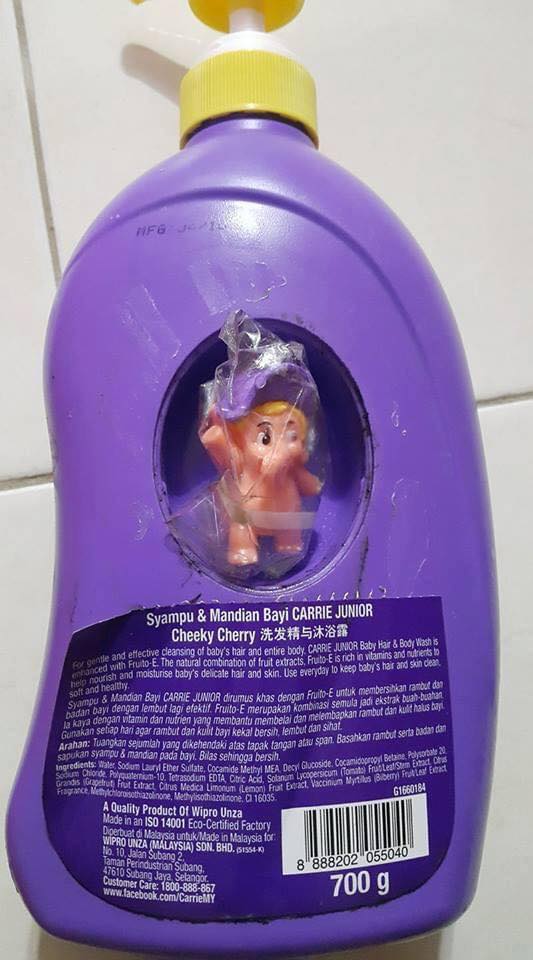 MFG
Syampu & Mandian Bayi CARRIE JUNIOR
Cheeky Cherry 洗发精与沐浴露
For gentle and effective cleansing of baby's hair and entire body. CARRIE JUNIOR Baby Hair & Body Wash is
enhanced with Fruito-E. The natural combination of fruit extracts, Fruito-E is rich in vitamins and nutrients to
help nourish and moisturise baby's delicate hair and skin. Use everyday to keep baby's hair and skin clean,
soft and healthy.
Syampu & Mandian Bayi CARRIE JUNIOR dirumus khas dengan Fruito-E untuk membersihkan rambut dan
badan bayi dengan lembut lagi efektif. Fruito-E merupakan kombinasi semula jadi ekstrak buah-buahan.
Ia kaya dengan vitamin dan nutrien yang membantu membelai dan melembapkan rambut dan kulit halus bayi.
Gunakan setiap hari agar rambut dan kulit bayi kekal bersih, lembut dan sihat.
Arahan: Tuangkan sejumlah yang dikehendaki atas tapak tangan atau span. Basahkan rambut serta badan dan
sapukan syampu & mandian pada bayi. Bilas sehingga bersih.
Ingredients: Water, Sodium Lauryl Ether Sulfate, Cocamide Methyl MEA, Decyl Glucoside, Cocamidopropyl Betaine, Polysorbate 20,
Sodium Chloride, Polyquaternium-10, Tetrasodium EDTA, Citric Acid, Solanum Lycopersicum (Tomato) Fruit/Leaf/Stem Extract, Citrus
Grandis (Grapefruit) Fruit Extract, Citrus Medica Limonum (Lemon) Fruit Extract, Vaccinium Myrtillus (Bilberry) Fruit/Leaf Extract,
Fragrance, Methylchloroisothiazolinone, Methylisothiazolinone, CI 16035.
G1660184
A Quality Product Of Wipro Unza
Made in an ISO 14001 Eco-Certified Factory
Diperbuat di Malaysia untuk/Made in Malaysia for:
WIPRO UNZA (MALAYSIA) SDN. BHD. (51554-K)
No. 10, Jalan Subang 2,
Taman Perindustrian Subang,
47610 Subang Jaya, Selangor.
Customer Care: 1800-888-867
www.facebook.com/CarrieMY
8 888202 055040
700 g